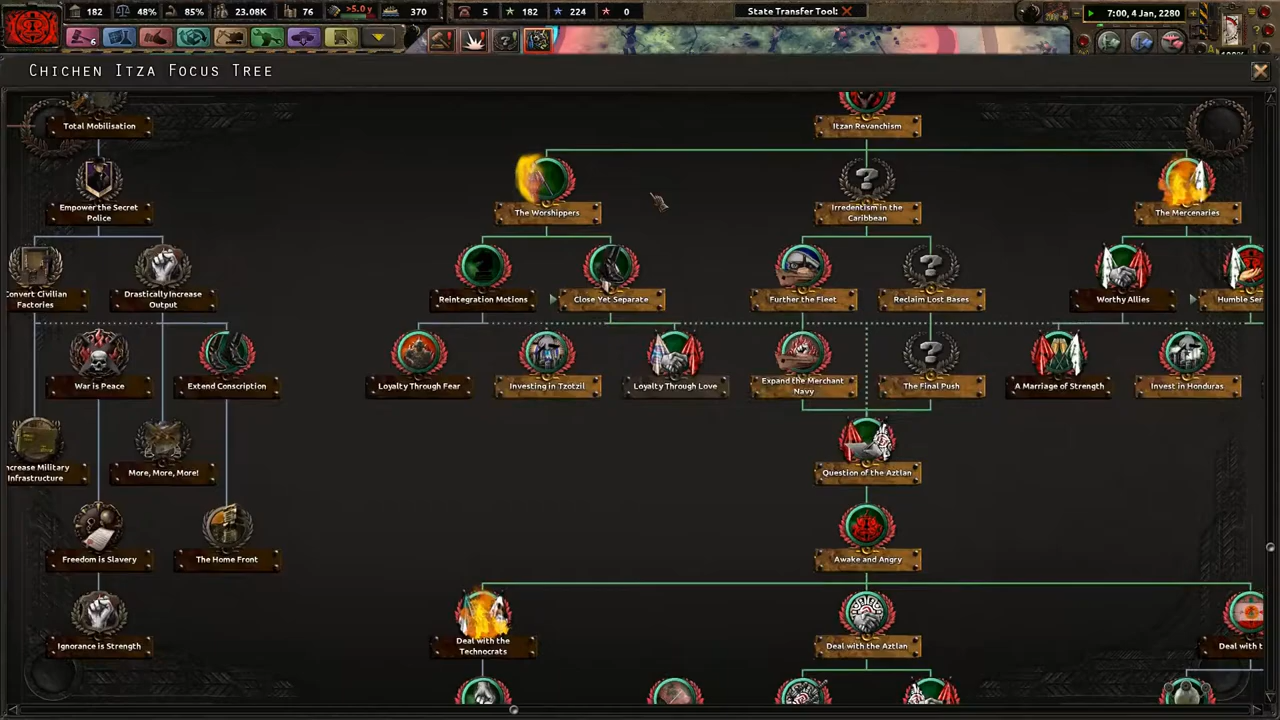 182
48%
85%
23.08K
76
>5.0 y
370
5
182
224
0
State Transfer Tool:
7:00, 4 Jan, 2280
6
CHICHEN ITZA FOCUS TREE
Total Mobilisation
Itzan Revanchism
Empower the Secret
Police
The Worshippers
Irredentism in the
Caribbean
The Mercenaries
Convert Civilian
Factories
Drastically Increase
Output
Reintegration Motions
Close Yet Separate
Further the Fleet
Reclaim Lost Bases
Worthy Allies
Humble Ser
War is Peace
Extend Conscription
Loyalty Through Fear
Investing in Tzotzil
Loyalty Through Love
Expand the Merchant
Navy
The Final Push
A Marriage of Strength
Invest in Honduras
ncrease Military
Infrastructure
More, More, More!
Question of the Aztlan
Freedom is Slavery
The Home Front
Awake and Angry
Ignorance is Strength
Deal with the
Technocrats
Deal with the Aztlan
Deal with t